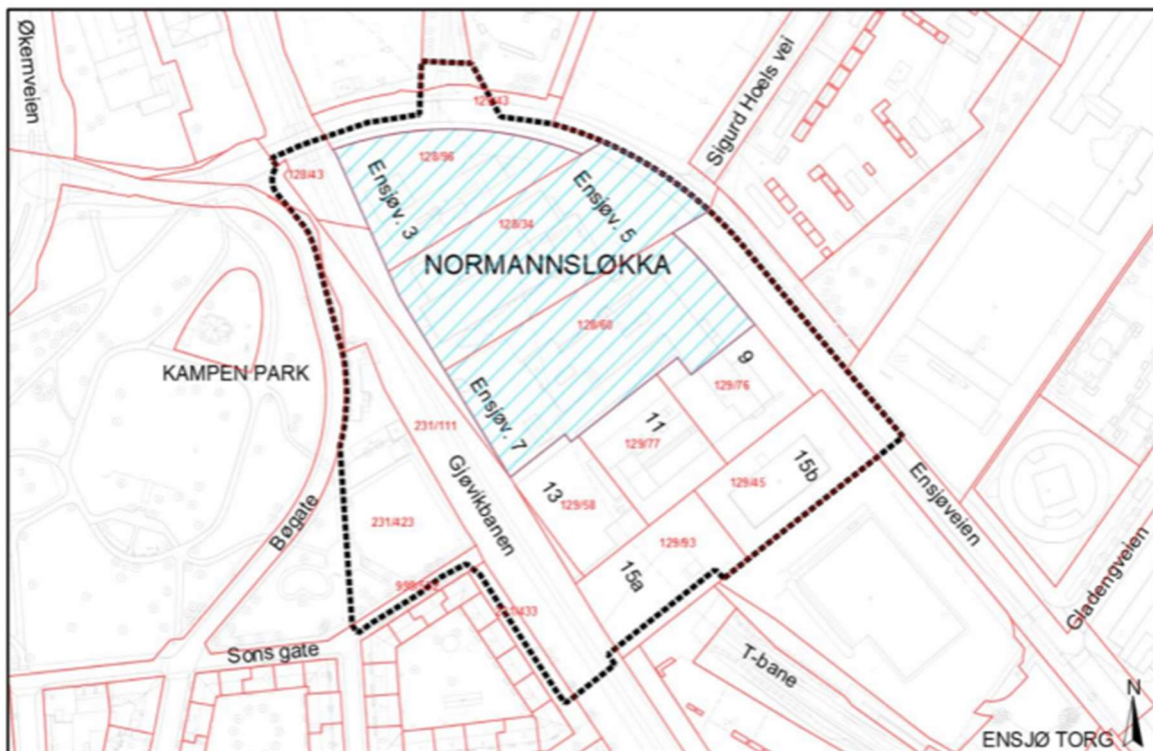 Økernveien
129/43
Sigurd Hoels vei
128/96
128/43
Ensjøv. 3
Ensjøv. 5
128/34
NORMANNSLØKKA
128/60
KAMPEN PARK
9
129/76
Ensjøv. 7
11
231/111
129/77
15b
Gjøvikbanen
13
129/45
129/58
Ensjøveien
231/423
Bøgate
129/93
15a
Gladengveien
Sons gate
T-bane
N
ENSJØ TORG